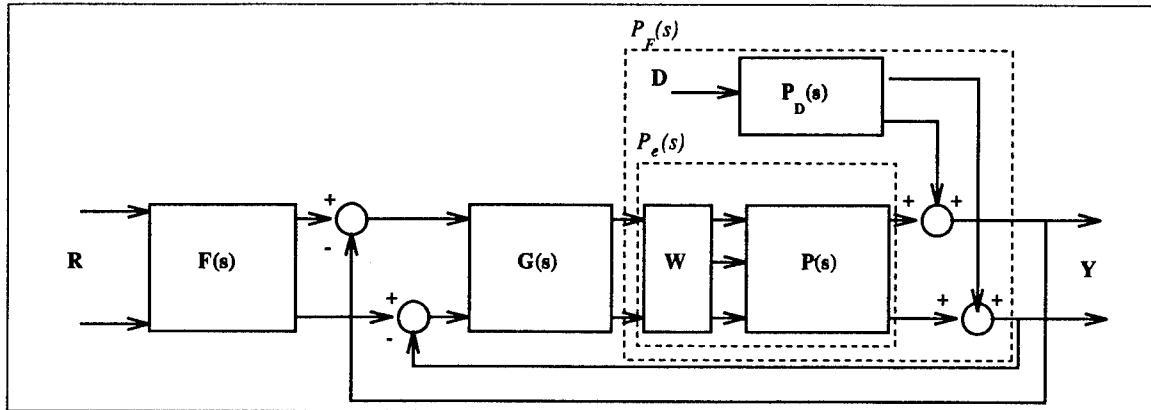 P_F(s)
D
P_D(s)
P_e(s)
+
+ +
-
R
F(s)
G(s)
W
P(s)
Y
+
+ +
-